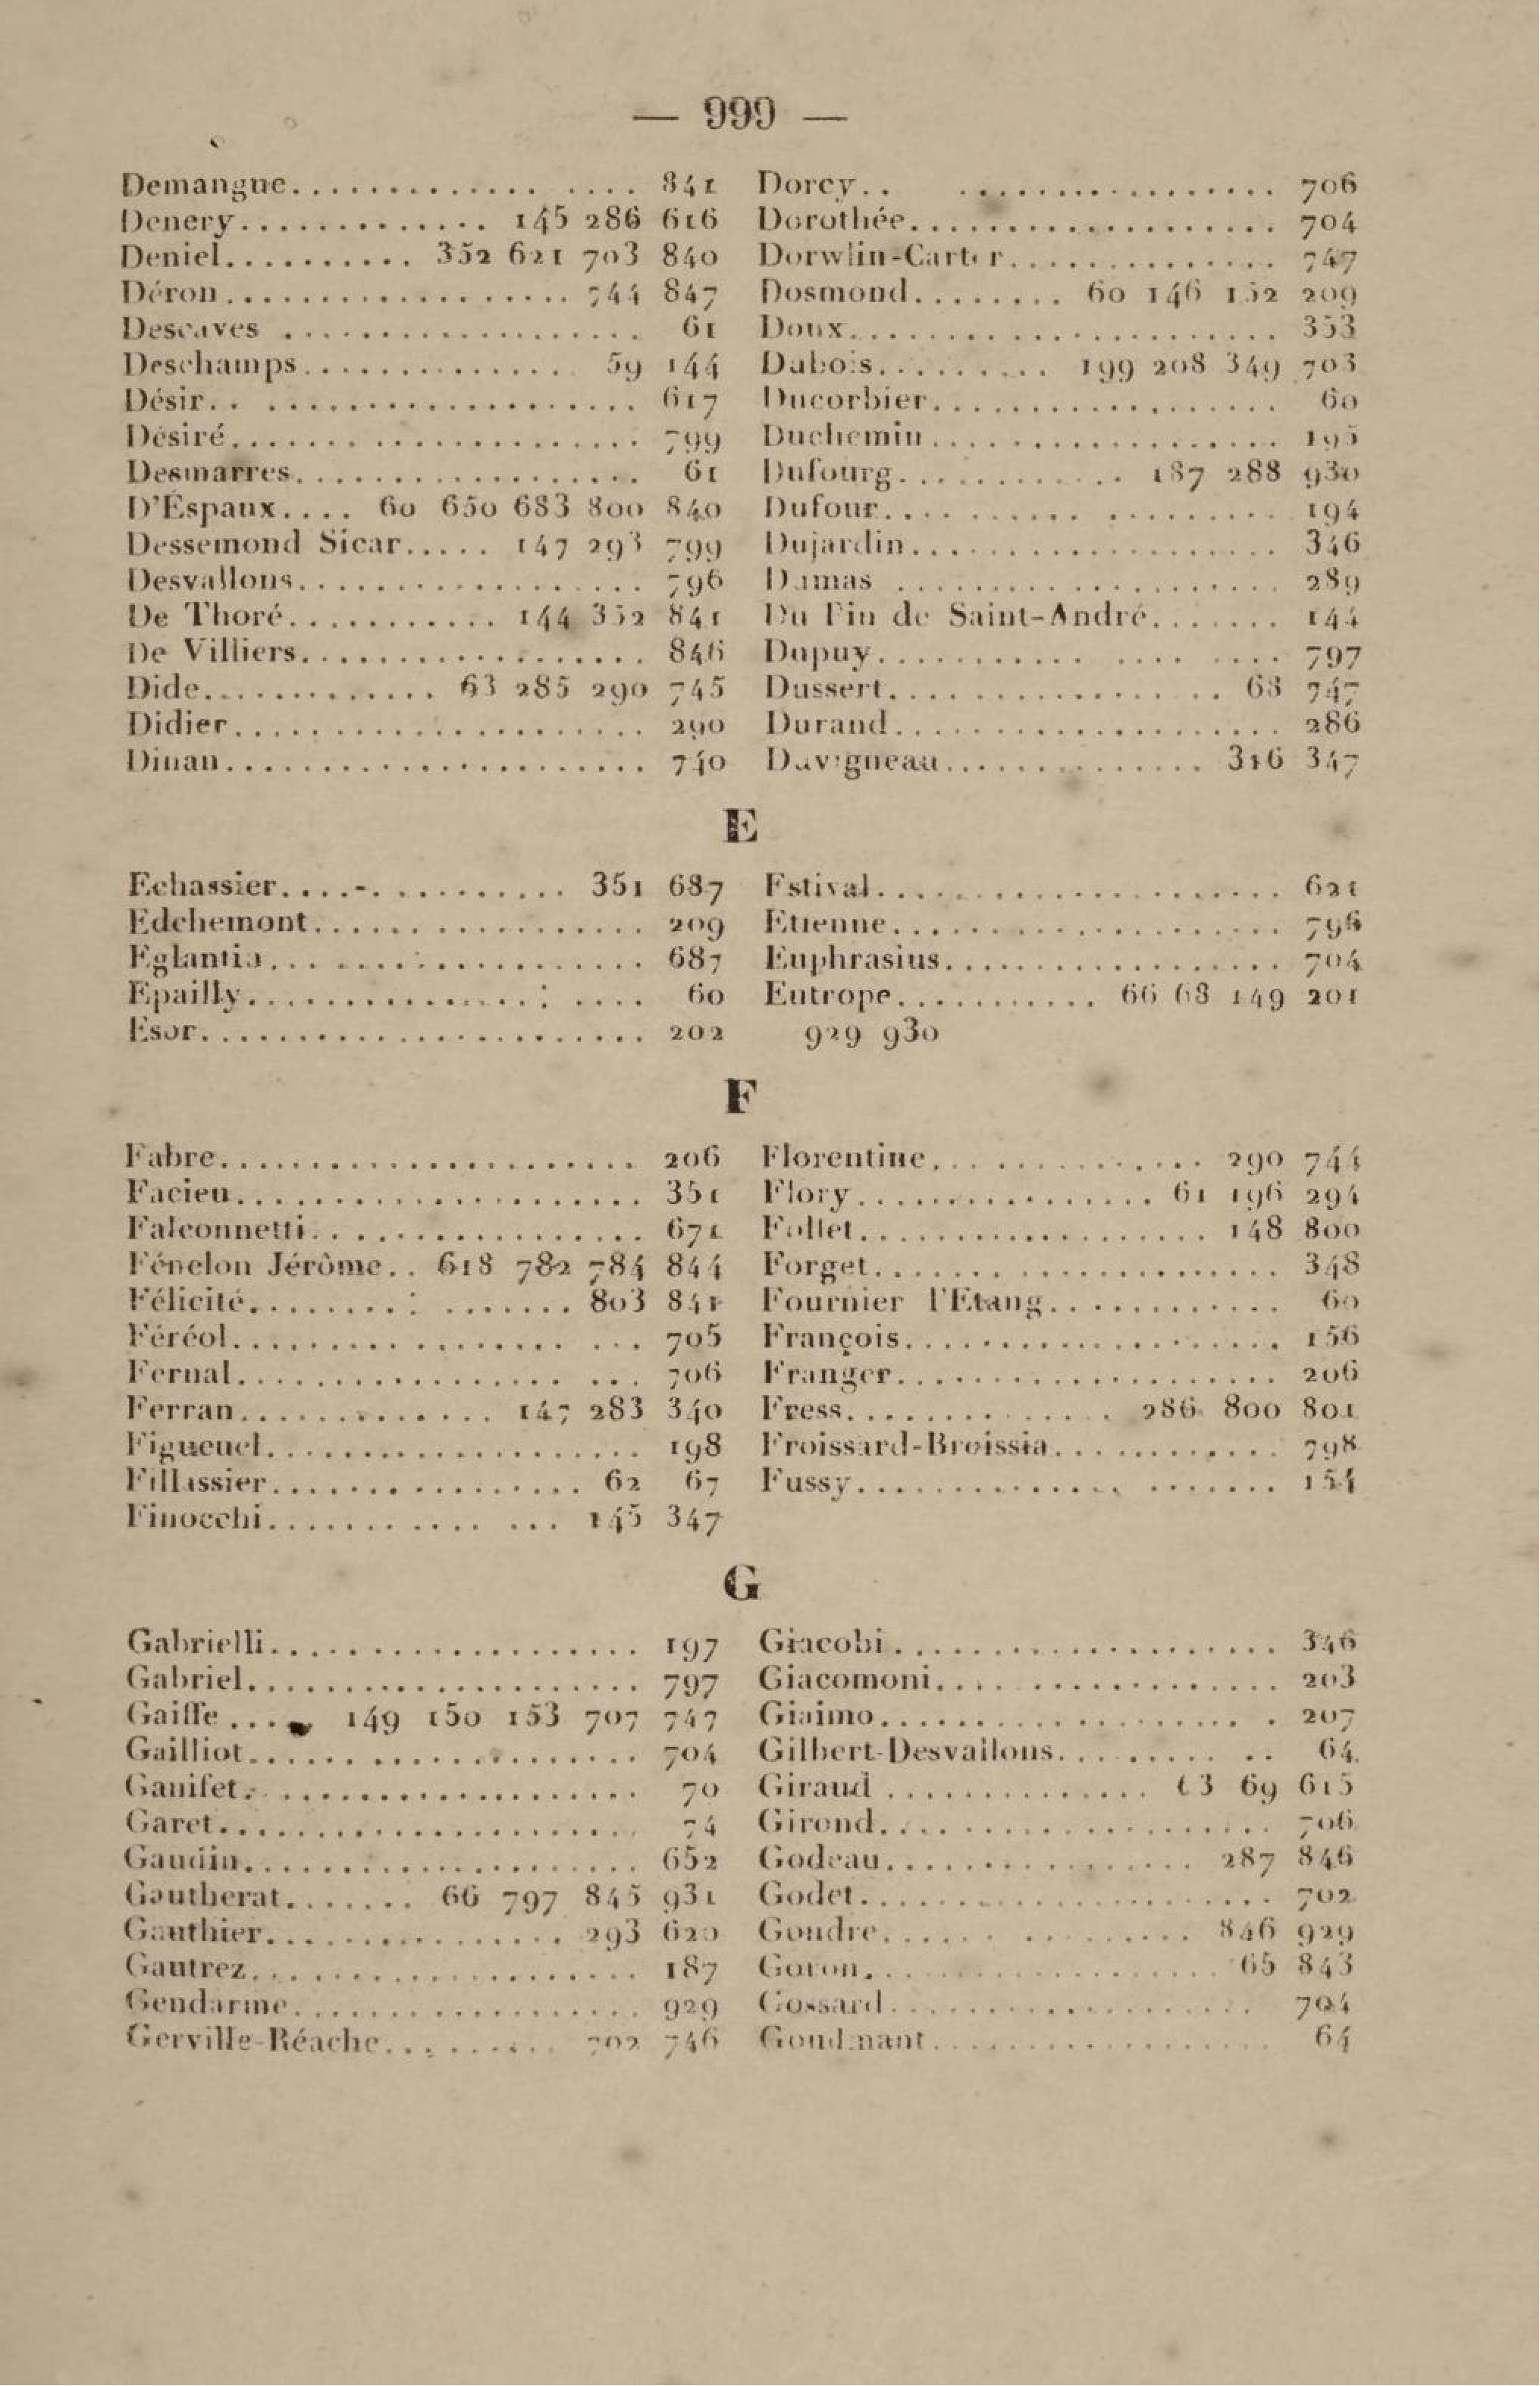 — 999 —
Demangue................. 841
Denery............. 145 286 616
Deniel.......... 352 621 703 840
Déron.................. 744 847
Descaves ................... 61
Deschamps............... 59 144
Désir.. .................... 617
Désiré...................... 799
Desmarres.................. 61
D'Espaux.... 60 650 683 800 840
Dessemond Sicar..... 147 293 799
Desvallons.................. 796
De Thoré........... 144 352 841
De Villiers.................. 846
Dide............. 63 285 290 745
Didier...................... 290
Dinan...................... 740
Dorcy.. ................. 706
Dorothée................... 704
Dorwlin-Carter.............. 747
Dosmond........ 60 146 152 209
Doux....................... 353
Dubois.......... 199 208 349 703
Ducorbier.................. 60
Duchemin................... 195
Dufourg............ 187 288 930
Dufour.................... 194
Dujardin................... 346
Dumas .................... 289
Du Pin de Saint-André....... 144
Dupuy................... 797
Dussert.................. 68 747
Durand.................... 286
Duvigneau.............. 316 347
E
Echassier............... 351 687
Edchemont................. 209
Eglantia................... 687
Epailly.................... 60
Esor....................... 202
Estival..................... 621
Etienne.................... 796
Euphrasius.................. 704
Eutrope........... 66 68 149 201
929 930
F
Fabre...................... 206
Facieu..................... 351
Falconnetti................. 671
Fénelon Jérôme.. 618 782 784 844
Félicité................. 803 841
Féréol.................... 705
Fernal.................... 706
Ferran............. 147 283 340
Figueuel................... 198
Fillassier................ 62 67
Finocchi............... 145 347
Florentine.............. 290 744
Flory................ 61 196 294
Follet.................. 148 800
Forget..................... 348
Fournier l'Etang............ 60
François.................... 156
Franger.................... 206
Fress.............. 286 800 801
Froissard-Broissia............ 798
Fussy..................... 154
G
Gabrielli................... 197
Gabriel..................... 797
Gaiffe .... 149 150 153 707 747
Gailliot.................... 704
Ganifet.................... 70
Garet...................... 74
Gaudin..................... 652
Gautherat....... 66 797 845 931
Gauthier................ 293 620
Gautrez.................... 187
Gendarme.................. 929
Gerville-Réache.......... 702 746
Giacobi.................... 346
Giacomoni.................. 203
Giaimo.................... 207
Gilbert-Desvallons........... 64
Giraud .............. 63 69 615
Girond.................... 706
Godeau................ 287 846
Godet...................... 702
Gondre................ 846 929
Goron................... 65 843
Gossard................... 704
Goudinant.................. 64